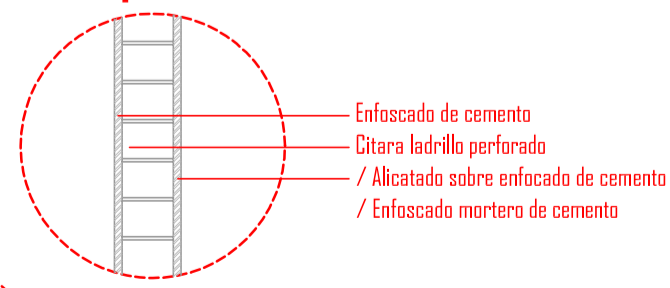 Enfoscado de cemento
Citara ladrillo perforado
/ Alicatado sobre enfocado de cemento
/ Enfoscado mortero de cemento